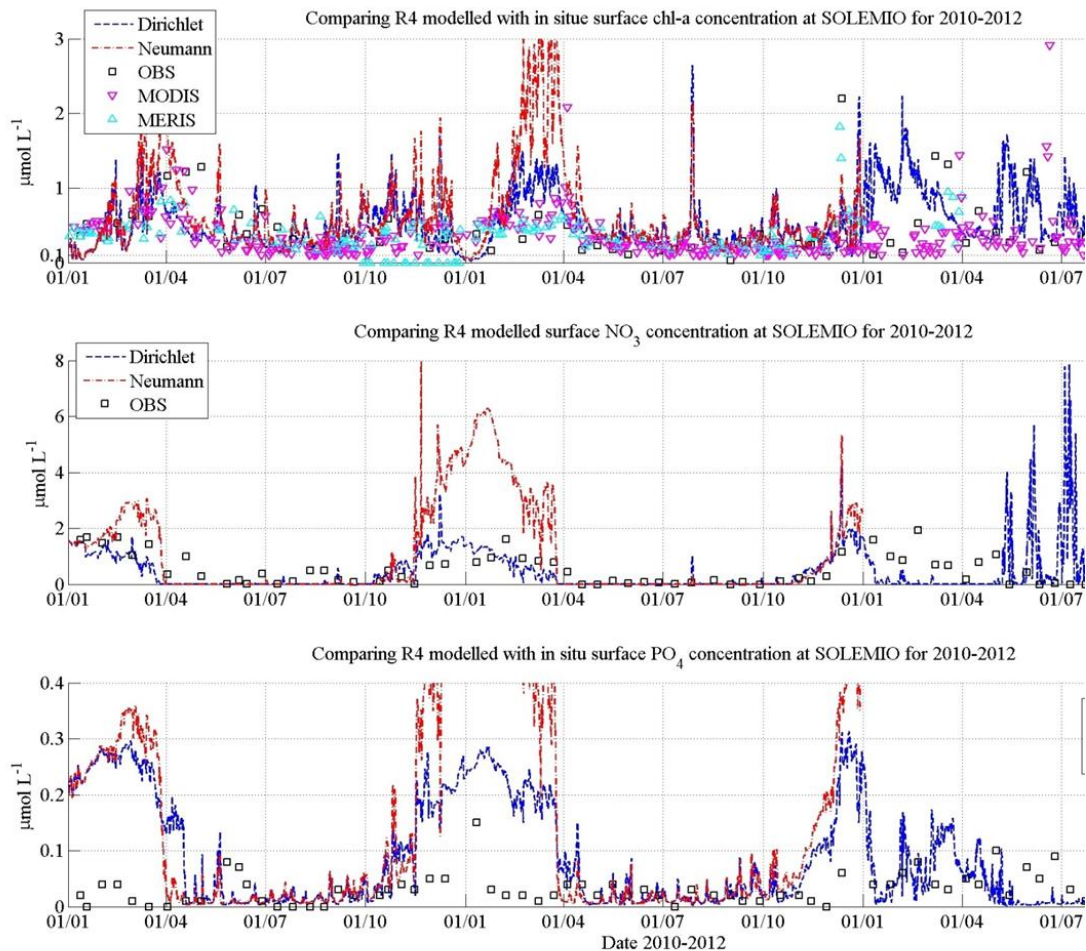 Comparing R4 modelled with in situe surface chl-a concentration at SOLEMIO for 2010-2012
3
2
1
0.1
0
μmol L-1
Dirichlet
Neumann
OBS
MODIS
MERIS
01/01 01/04 01/07 01/10 01/01 01/04 01/07 01/10 01/01 01/04 01/07
Comparing R4 modelled surface NO3 concentration at SOLEMIO for 2010-2012
8
6
4
2
0
μmol L-1
Dirichlet
Neumann
OBS
01/01 01/04 01/07 01/10 01/01 01/04 01/07 01/10 01/01 01/04 01/07
Comparing R4 modelled with in situ surface PO4 concentration at SOLEMIO for 2010-2012
0.4
0.3
0.2
0.1
0
μmol L-1
01/01 01/04 01/07 01/10 01/01 01/04 01/07 01/10 01/01 01/04 01/07
Date 2010-2012